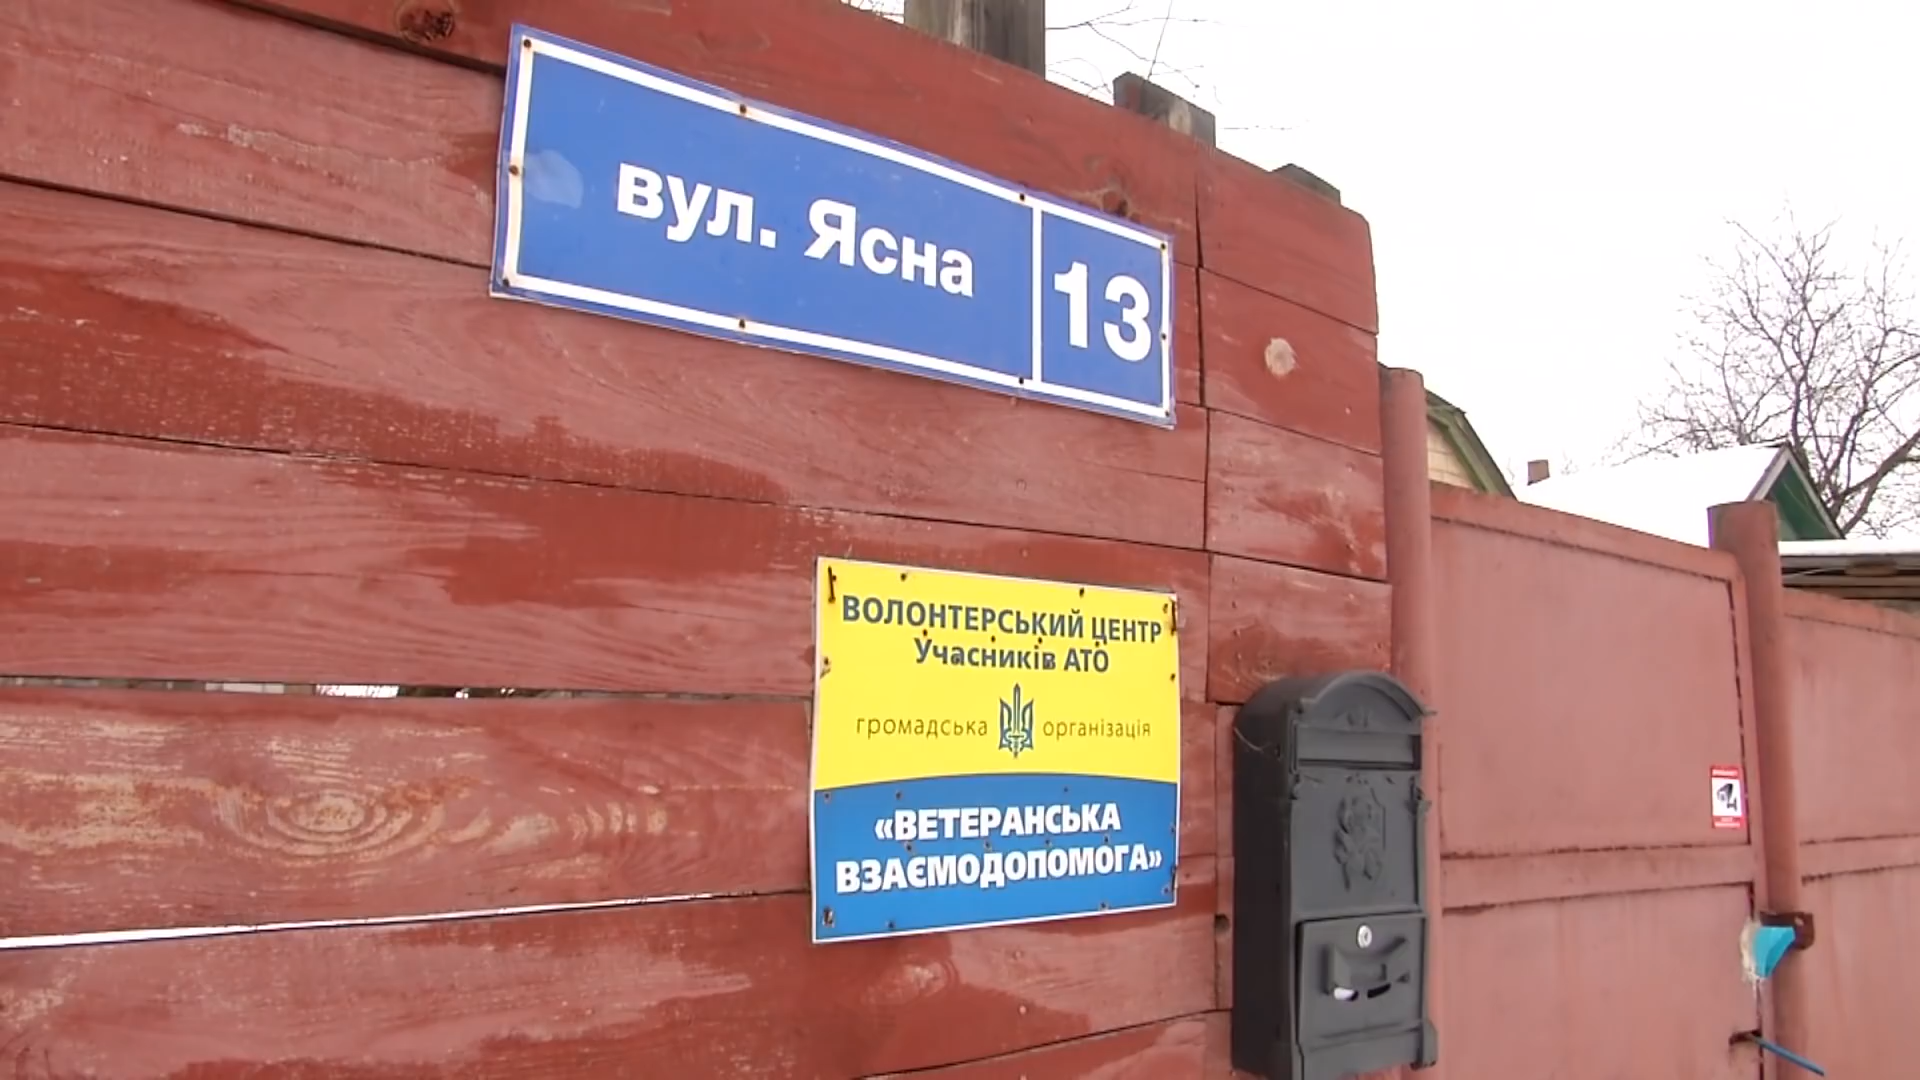 вул. Ясна
13
ВОЛОНТЕРСЬКИЙ ЦЕНТР
Учасників АТО
громадська організація
«ВЕТЕРАНСЬКА
ВЗАЄМОДОПОМОГА»